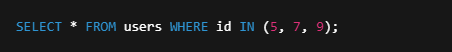 SELECT * FROM users WHERE id IN (5, 7, 9);